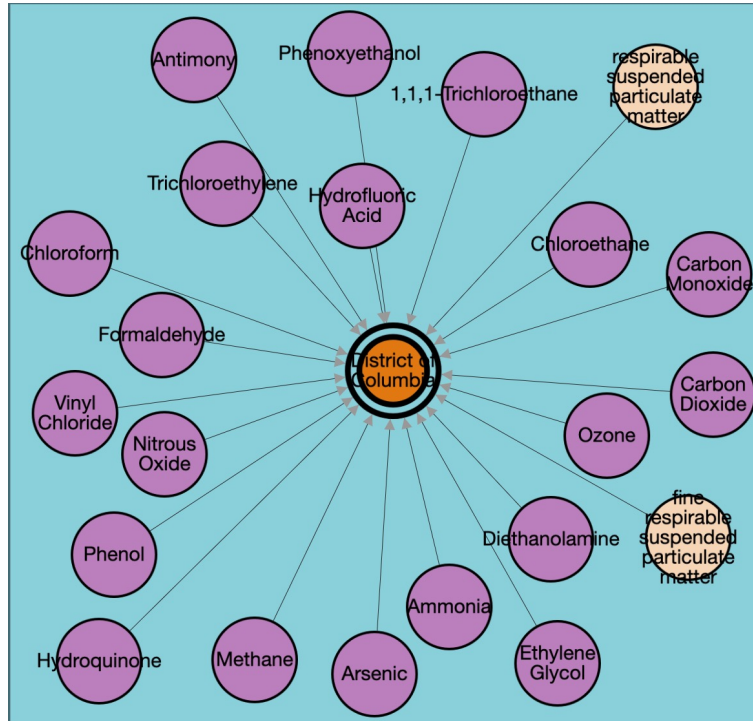 Antimony
Phenoxyethanol
1,1,1-Trichloroethane
respirable
suspended
particulate
matter
Trichloroethylene
Hydrofluoric
Acid
Chloroform
Chloroethane
Carbon
Monoxide
Formaldehyde
District of
Columbia
Vinyl
Chloride
Carbon
Dioxide
Nitrous
Oxide
Ozone
Phenol
Diethanolamine
fine
respirable
suspended
particulate
matter
Ammonia
Hydroquinone
Methane
Arsenic
Ethylene
Glycol